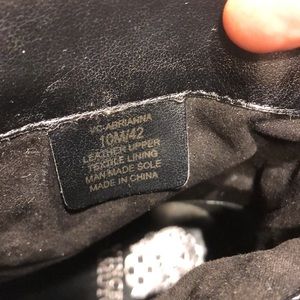 VC-ABRIANNA
10M/42
LEATHER UPPER
TEXTILE LINING
MAN MADE SOLE
MADE IN CHINA